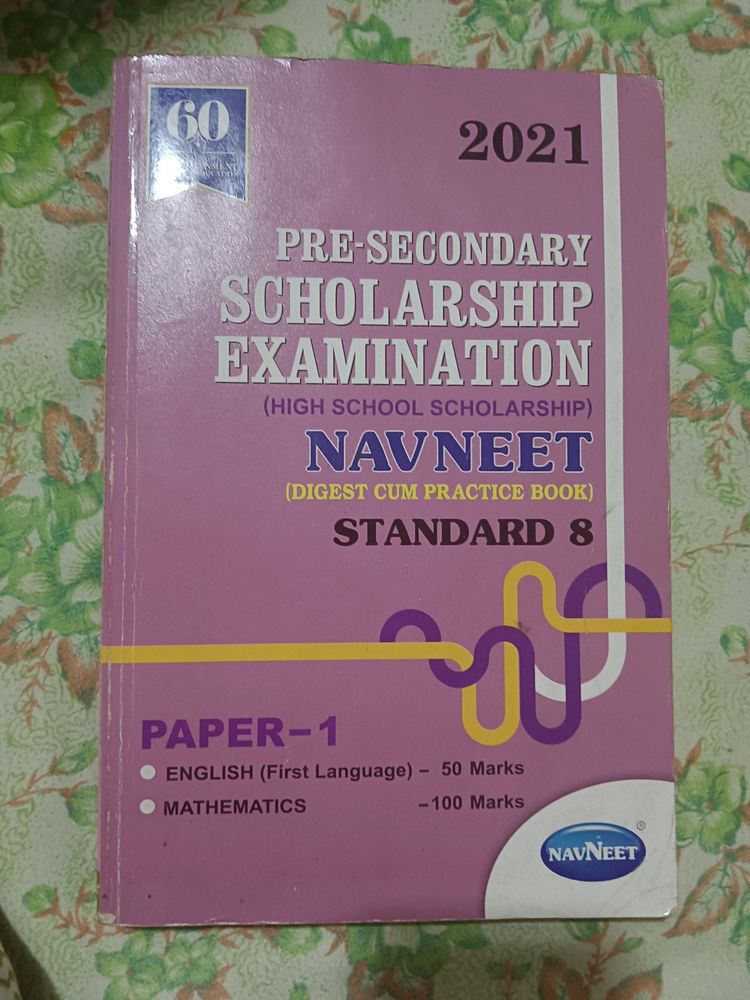 60
2021
PRE-SECONDARY
SCHOLARSHIP
EXAMINATION
(HIGH SCHOOL SCHOLARSHIP)
NAVNEET
(DIGEST CUM PRACTICE BOOK)
STANDARD 8
PAPER–1
ENGLISH (First Language) – 50 Marks
MATHEMATICS –100 Marks
NAVNEET ®